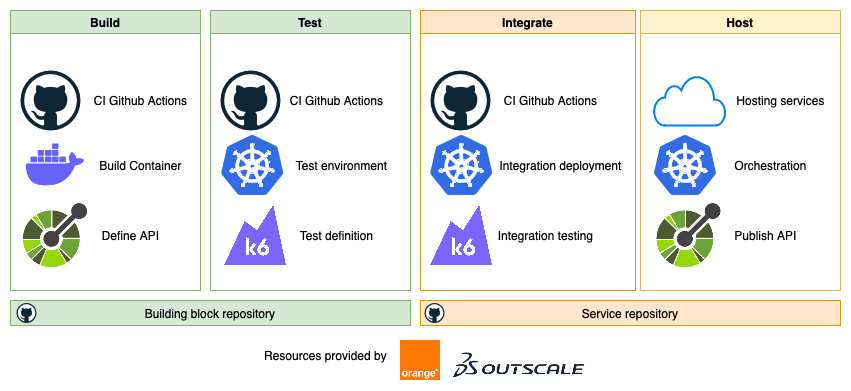 Build
Test
Integrate
Host
CI Github Actions
CI Github Actions
CI Github Actions
Hosting services
Build Container
Test environment
Integration deployment
Orchestration
Define API
k6
Test definition
k6
Integration testing
Publish API
Building block repository
Service repository
Resources provided by
orange™
3DS OUTSCALE